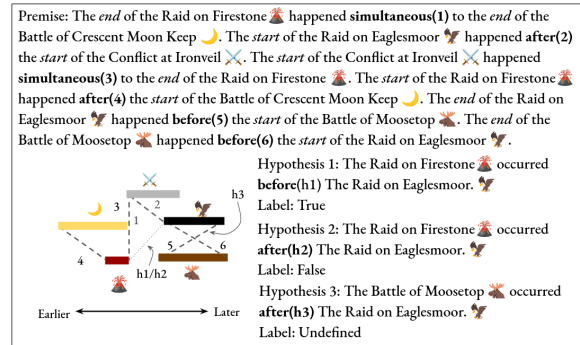 Premise: The end of the Raid on Firestone🌋 happened simultaneous(1) to the end of the
Battle of Crescent Moon Keep 🌙. The start of the Raid on Eaglesmoor 🦅 happened after(2)
the start of the Conflict at Ironveil ⚔️. The start of the Conflict at Ironveil ⚔️ happened
simultaneous(3) to the end of the Raid on Firestone 🌋. The start of the Raid on Firestone🌋
happened after(4) the start of the Battle of Crescent Moon Keep 🌙. The end of the Raid on
Eaglesmoor 🦅 happened before(5) the start of the Battle of Moosetop 🫎. The end of the
Battle of Moosetop 🫎 happened before(6) the start of the Raid on Eaglesmoor 🦅.
Hypothesis 1: The Raid on Firestone🌋 occurred
before(h1) The Raid on Eaglesmoor. 🦅
Label: True
Hypothesis 2: The Raid on Firestone🌋 occurred
after(h2) The Raid on Eaglesmoor. 🦅
Label: False
Hypothesis 3: The Battle of Moosetop 🫎 occurred
after(h3) The Raid on Eaglesmoor. 🦅
Label: Undefined
h3
3
2
1
4
5
6
h1/h2
Earlier
Later